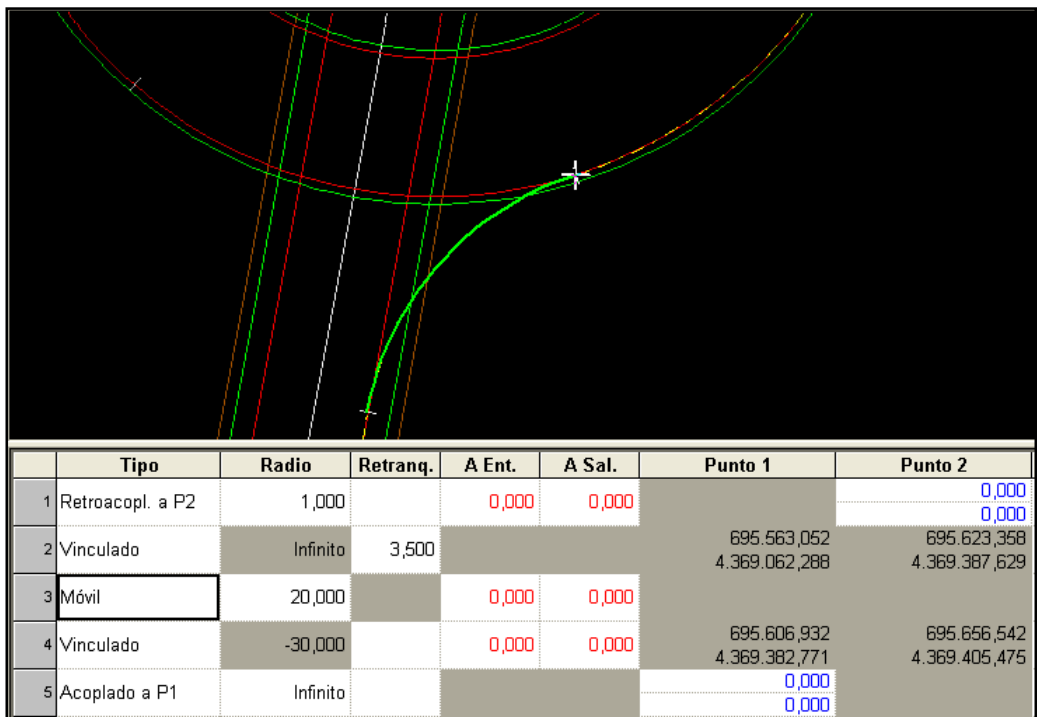 Tipo Radio Retranq. A Ent. A Sal. Punto 1 Punto 2
1 Retroacopl. a P2 1,000 0,000 0,000 0,000
0,000
2 Vinculado Infinito 3,500 695.563,052 695.623,358
4.369.062,288 4.369.387,629
3 Móvil 20,000 0,000 0,000
4 Vinculado -30,000 0,000 0,000 695.606,932 695.656,542
4.369.382,771 4.369.405,475
5 Acoplado a P1 Infinito 0,000
0,000